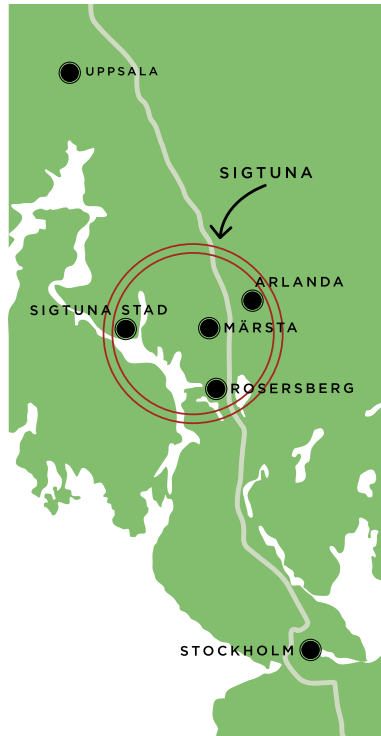 UPPSALA
SIGTUNA
ARLANDA
SIGTUNA STAD
MÄRSTA
ROSERSBERG
STOCKHOLM